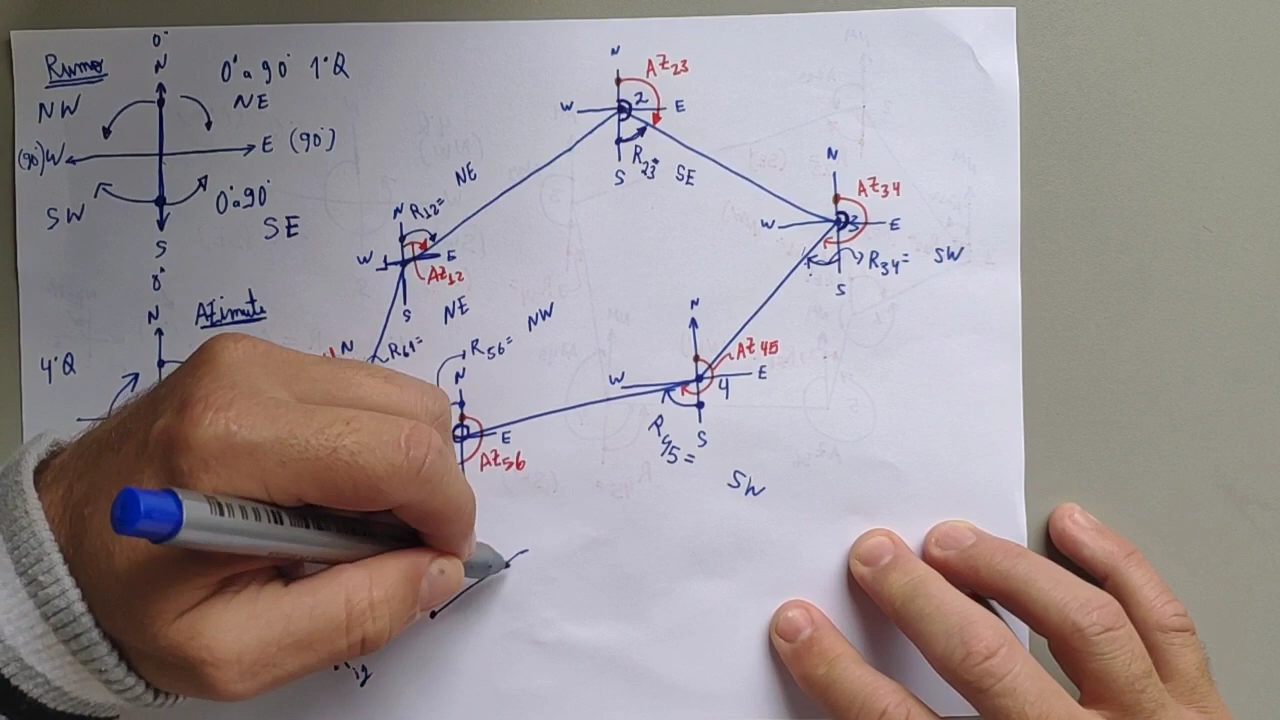 Rumo
0°
N
0° a 90° 1°Q
NW
NE
(90)W
E (90°)
0° a 90°
SW
SE
S
0°
N
Azimute
4°Q
N
AZ23
2
W
E
R23=
S
SE
NE
N
R12=
W
E
AZ12
S
NE
N
R61=
N
AZ34
W
3
E
R34=
SW
S
R56=
NW
N
E
AZ56
N
AZ45
W
E
4
S
R45=
SW